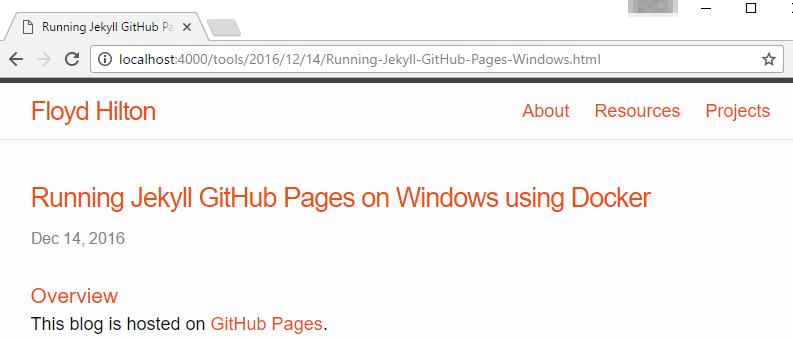 Running Jekyll GitHub Pa
localhost:4000/tools/2016/12/14/Running-Jekyll-GitHub-Pages-Windows.html
Floyd Hilton About Resources Projects
Running Jekyll GitHub Pages on Windows using Docker
Dec 14, 2016
Overview
This blog is hosted on GitHub Pages.